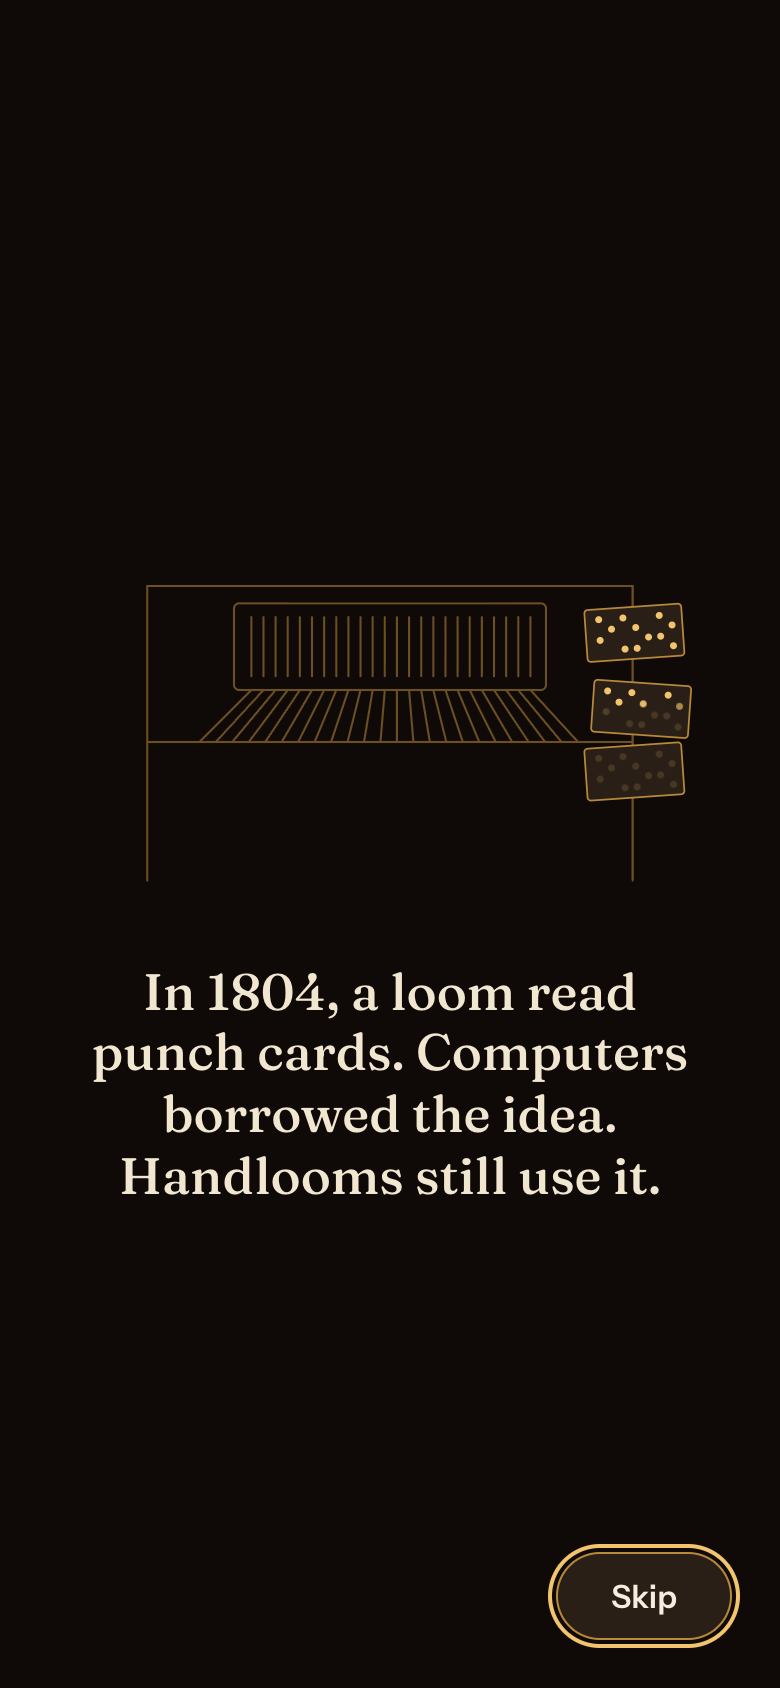 In 1804, a loom read
punch cards. Computers
borrowed the idea.
Handlooms still use it.
Skip